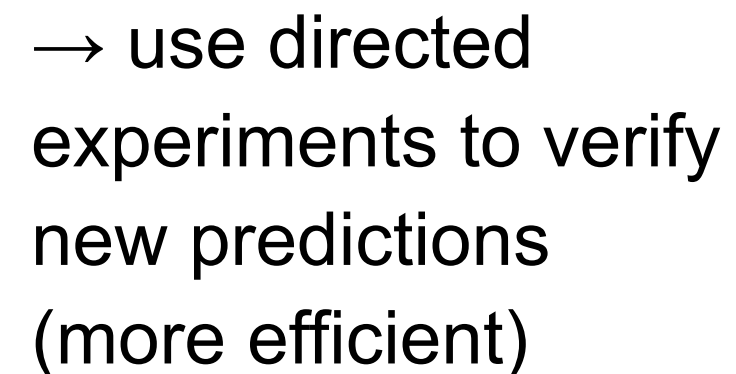 → use directed
experiments to verify
new predictions
(more efficient)